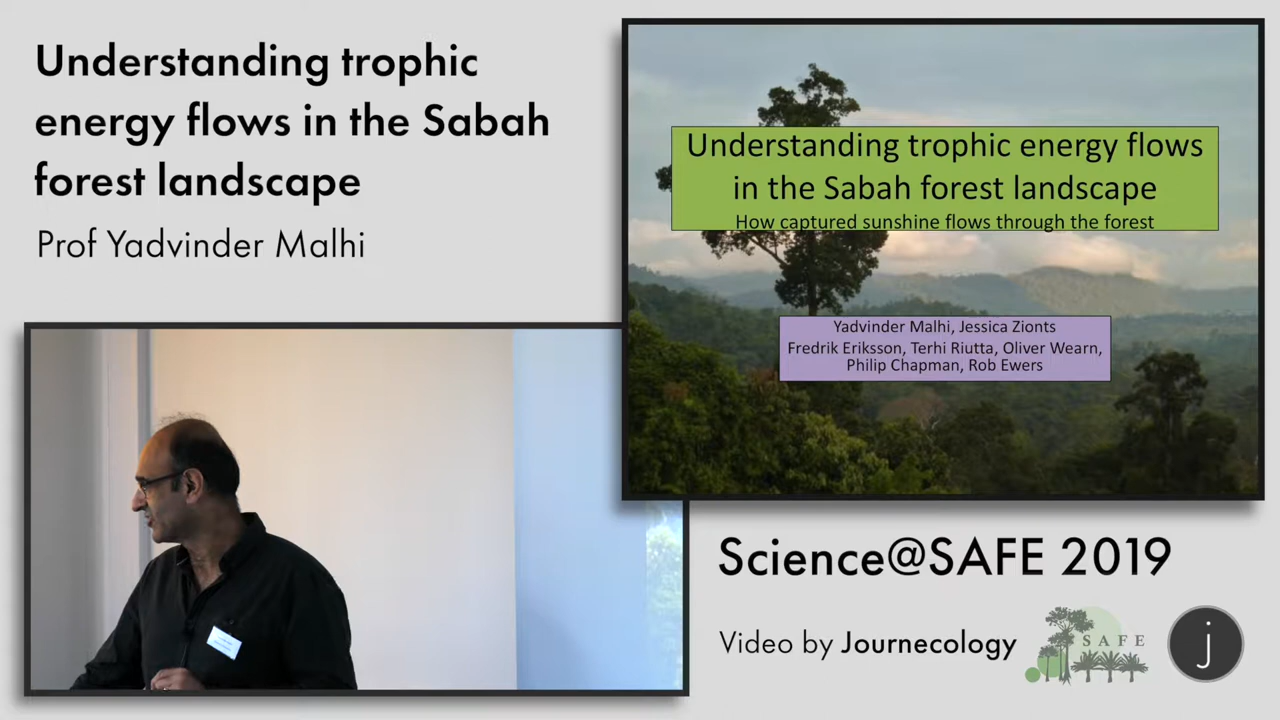 Understanding trophic
energy flows in the Sabah
forest landscape
Prof Yadvinder Malhi
Understanding trophic energy flows
in the Sabah forest landscape
How captured sunshine flows through the forest
Yadvinder Malhi, Jessica Zionts
Fredrik Eriksson, Terhi Riutta, Oliver Wearn,
Philip Chapman, Rob Ewers
Science@SAFE 2019
Video by Journecology
SAFE
j